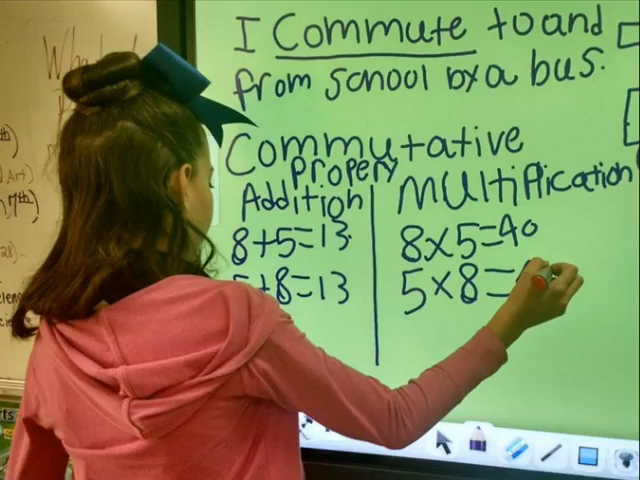 I Commute to and
from school by a bus.
Commutative
Propery
Addition
Multiplication
8+5=13
8×5=40
5+8=13
5×8=